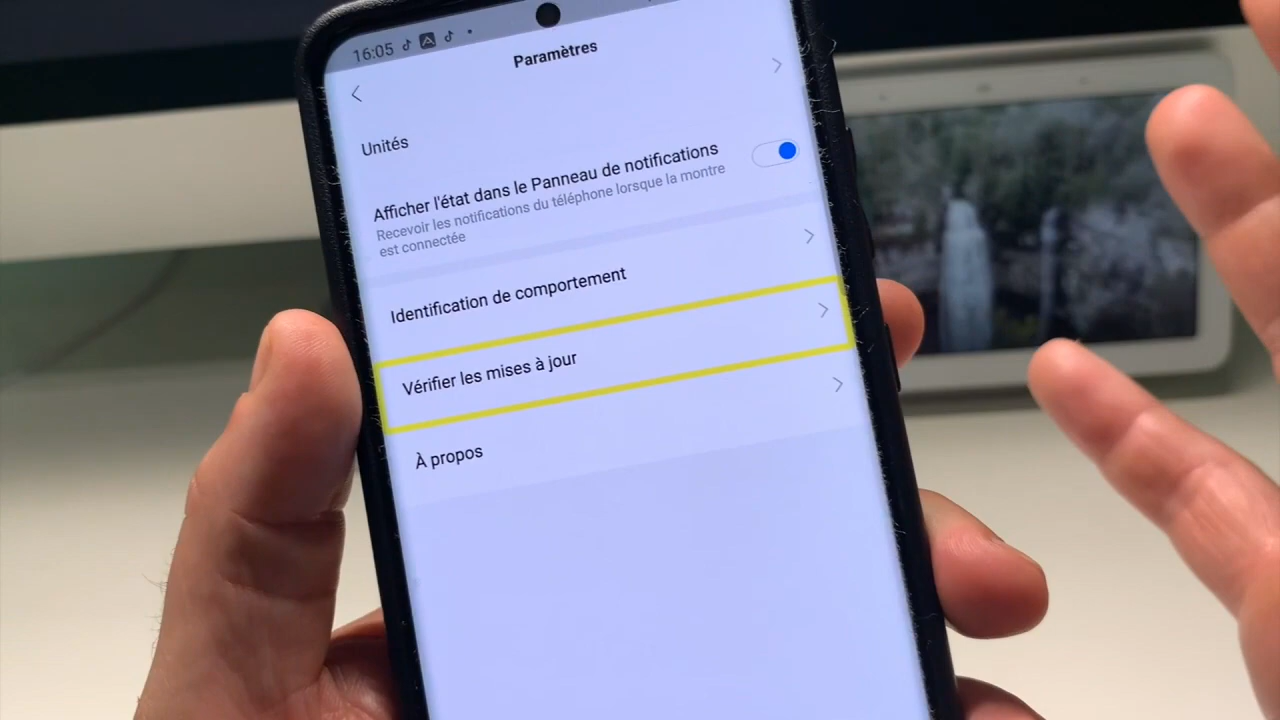 16:05
Paramètres
Unités
Afficher l'état dans le Panneau de notifications
Recevoir les notifications du téléphone lorsque la montre
est connectée
Identification de comportement
Vérifier les mises à jour
À propos